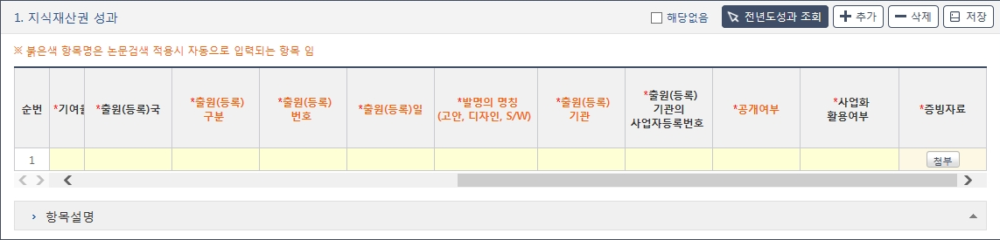 1. 지식재산권 성과
해당없음
전년도성과 조회
추가
삭제
저장
※ 붉은색 항목명은 논문검색 적용시 자동으로 입력되는 항목 임
순번
*기여율
*출원(등록)국
*출원(등록)
구분
*출원(등록)
번호
*출원(등록)일
*발명의 명칭
(고안, 디자인, S/W)
*출원(등록)
기관
*출원(등록)
기관의
사업자등록번호
*공개여부
*사업화
활용여부
*증빙자료
1
첨부
항목설명